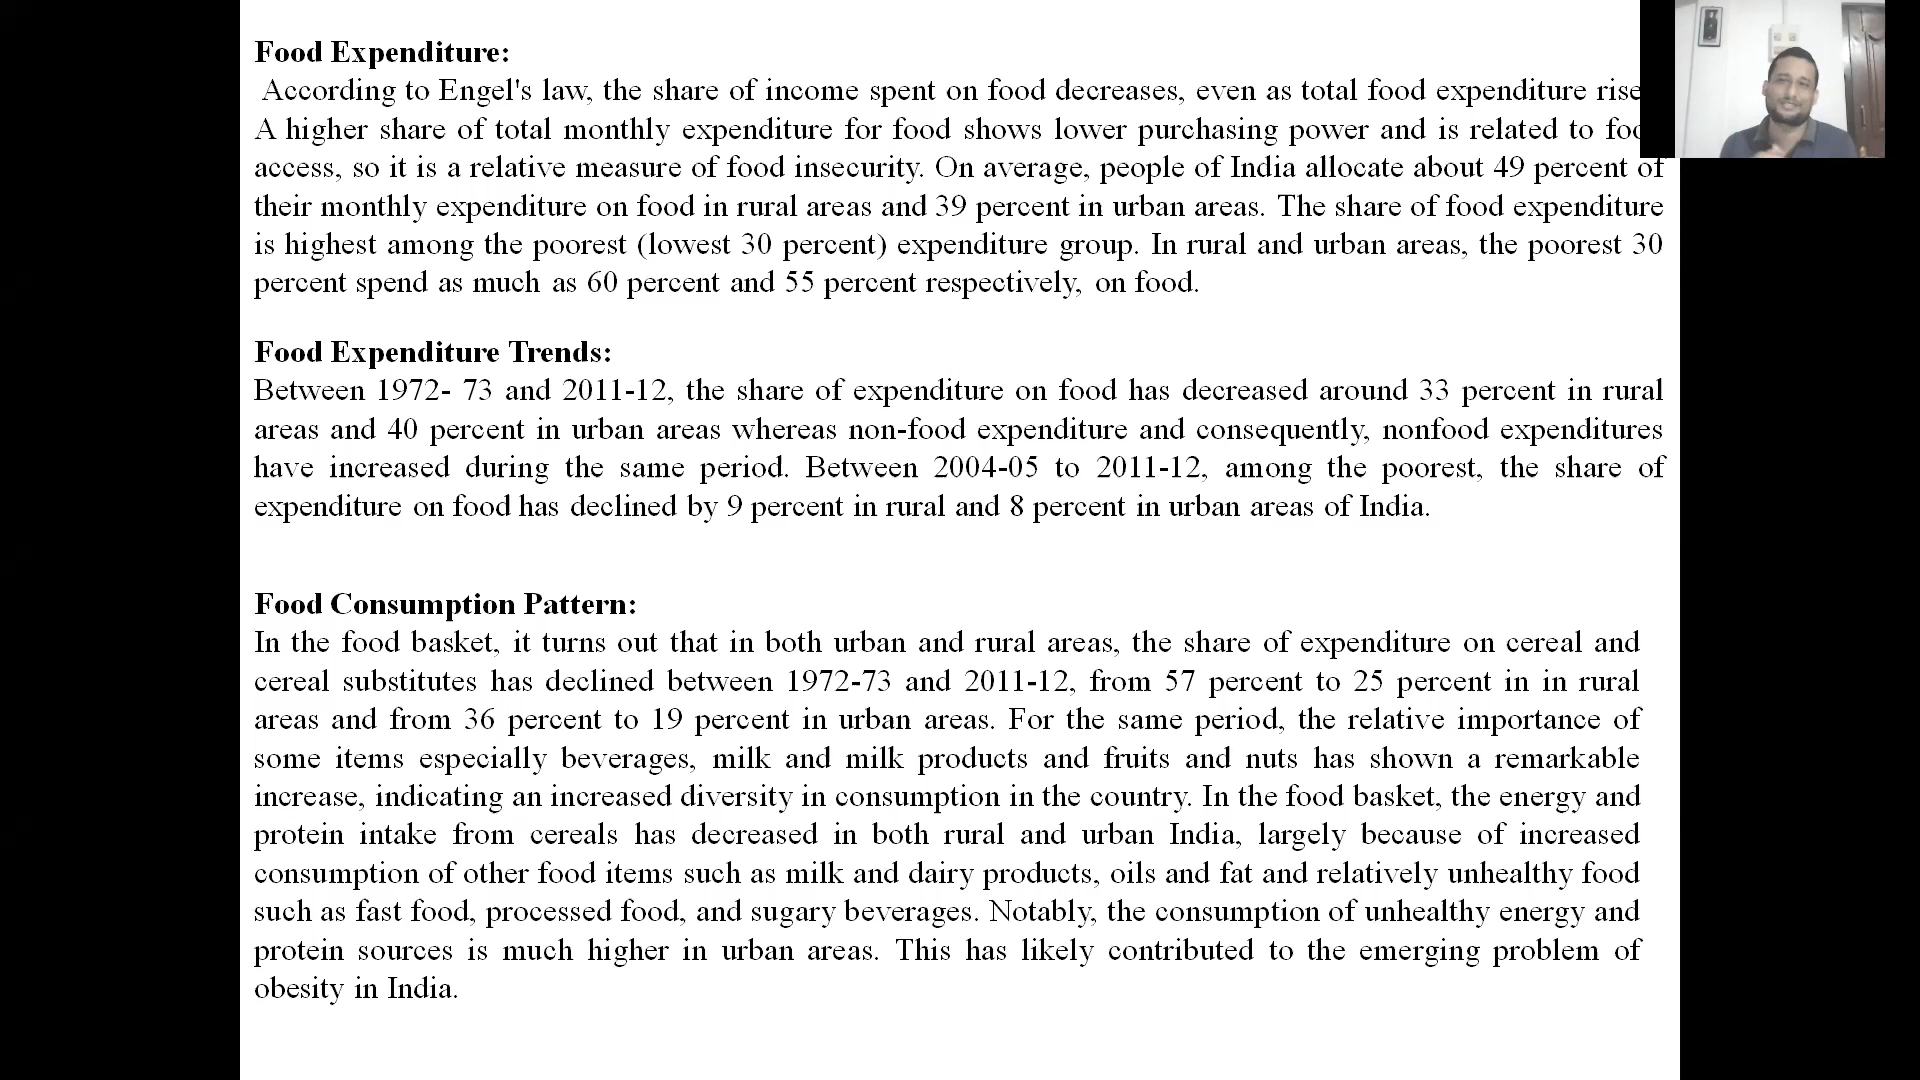 Food Expenditure:
According to Engel's law, the share of income spent on food decreases, even as total food expenditure rise
A higher share of total monthly expenditure for food shows lower purchasing power and is related to foo
access, so it is a relative measure of food insecurity. On average, people of India allocate about 49 percent of
their monthly expenditure on food in rural areas and 39 percent in urban areas. The share of food expenditure
is highest among the poorest (lowest 30 percent) expenditure group. In rural and urban areas, the poorest 30
percent spend as much as 60 percent and 55 percent respectively, on food.
Food Expenditure Trends:
Between 1972- 73 and 2011-12, the share of expenditure on food has decreased around 33 percent in rural
areas and 40 percent in urban areas whereas non-food expenditure and consequently, nonfood expenditures
have increased during the same period. Between 2004-05 to 2011-12, among the poorest, the share of
expenditure on food has declined by 9 percent in rural and 8 percent in urban areas of India.
Food Consumption Pattern:
In the food basket, it turns out that in both urban and rural areas, the share of expenditure on cereal and
cereal substitutes has declined between 1972-73 and 2011-12, from 57 percent to 25 percent in in rural
areas and from 36 percent to 19 percent in urban areas. For the same period, the relative importance of
some items especially beverages, milk and milk products and fruits and nuts has shown a remarkable
increase, indicating an increased diversity in consumption in the country. In the food basket, the energy and
protein intake from cereals has decreased in both rural and urban India, largely because of increased
consumption of other food items such as milk and dairy products, oils and fat and relatively unhealthy food
such as fast food, processed food, and sugary beverages. Notably, the consumption of unhealthy energy and
protein sources is much higher in urban areas. This has likely contributed to the emerging problem of
obesity in India.